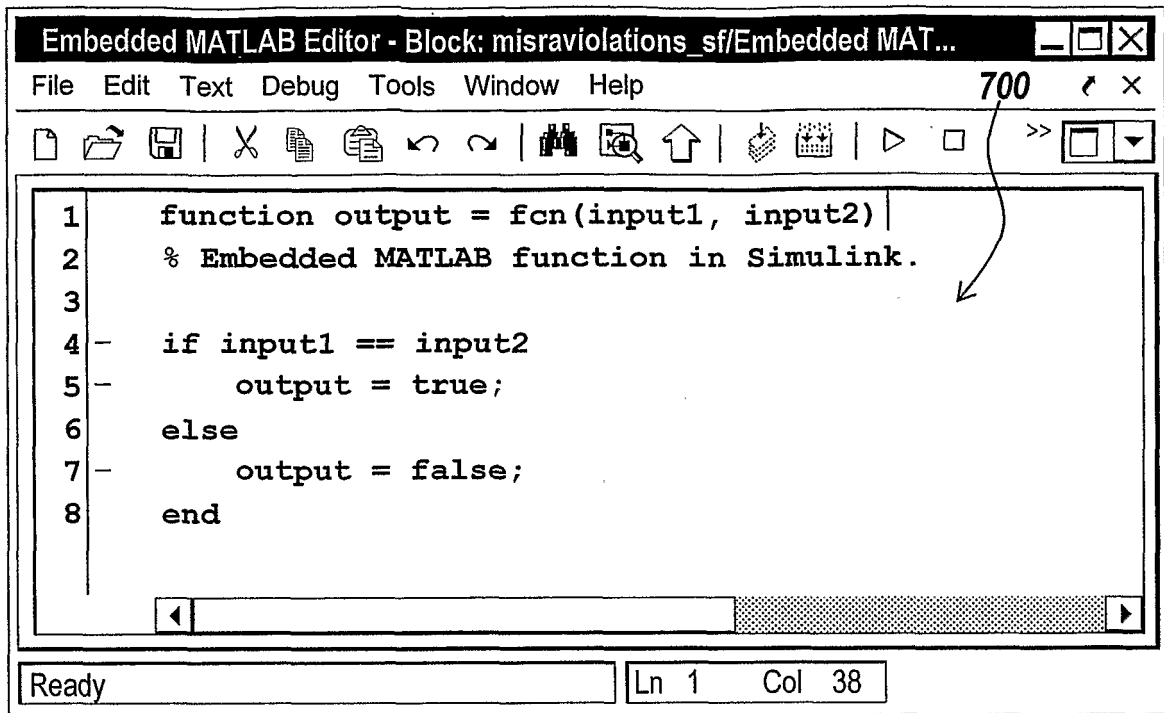 Embedded MATLAB Editor - Block: misraviolations_sf/Embedded MAT...
File Edit Text Debug Tools Window Help
700
>>
1 function output = fcn(input1, input2)
2 % Embedded MATLAB function in Simulink.
3
4 - if input1 == input2
5 - output = true;
6 else
7 - output = false;
8 end
Ready
Ln 1 Col 38